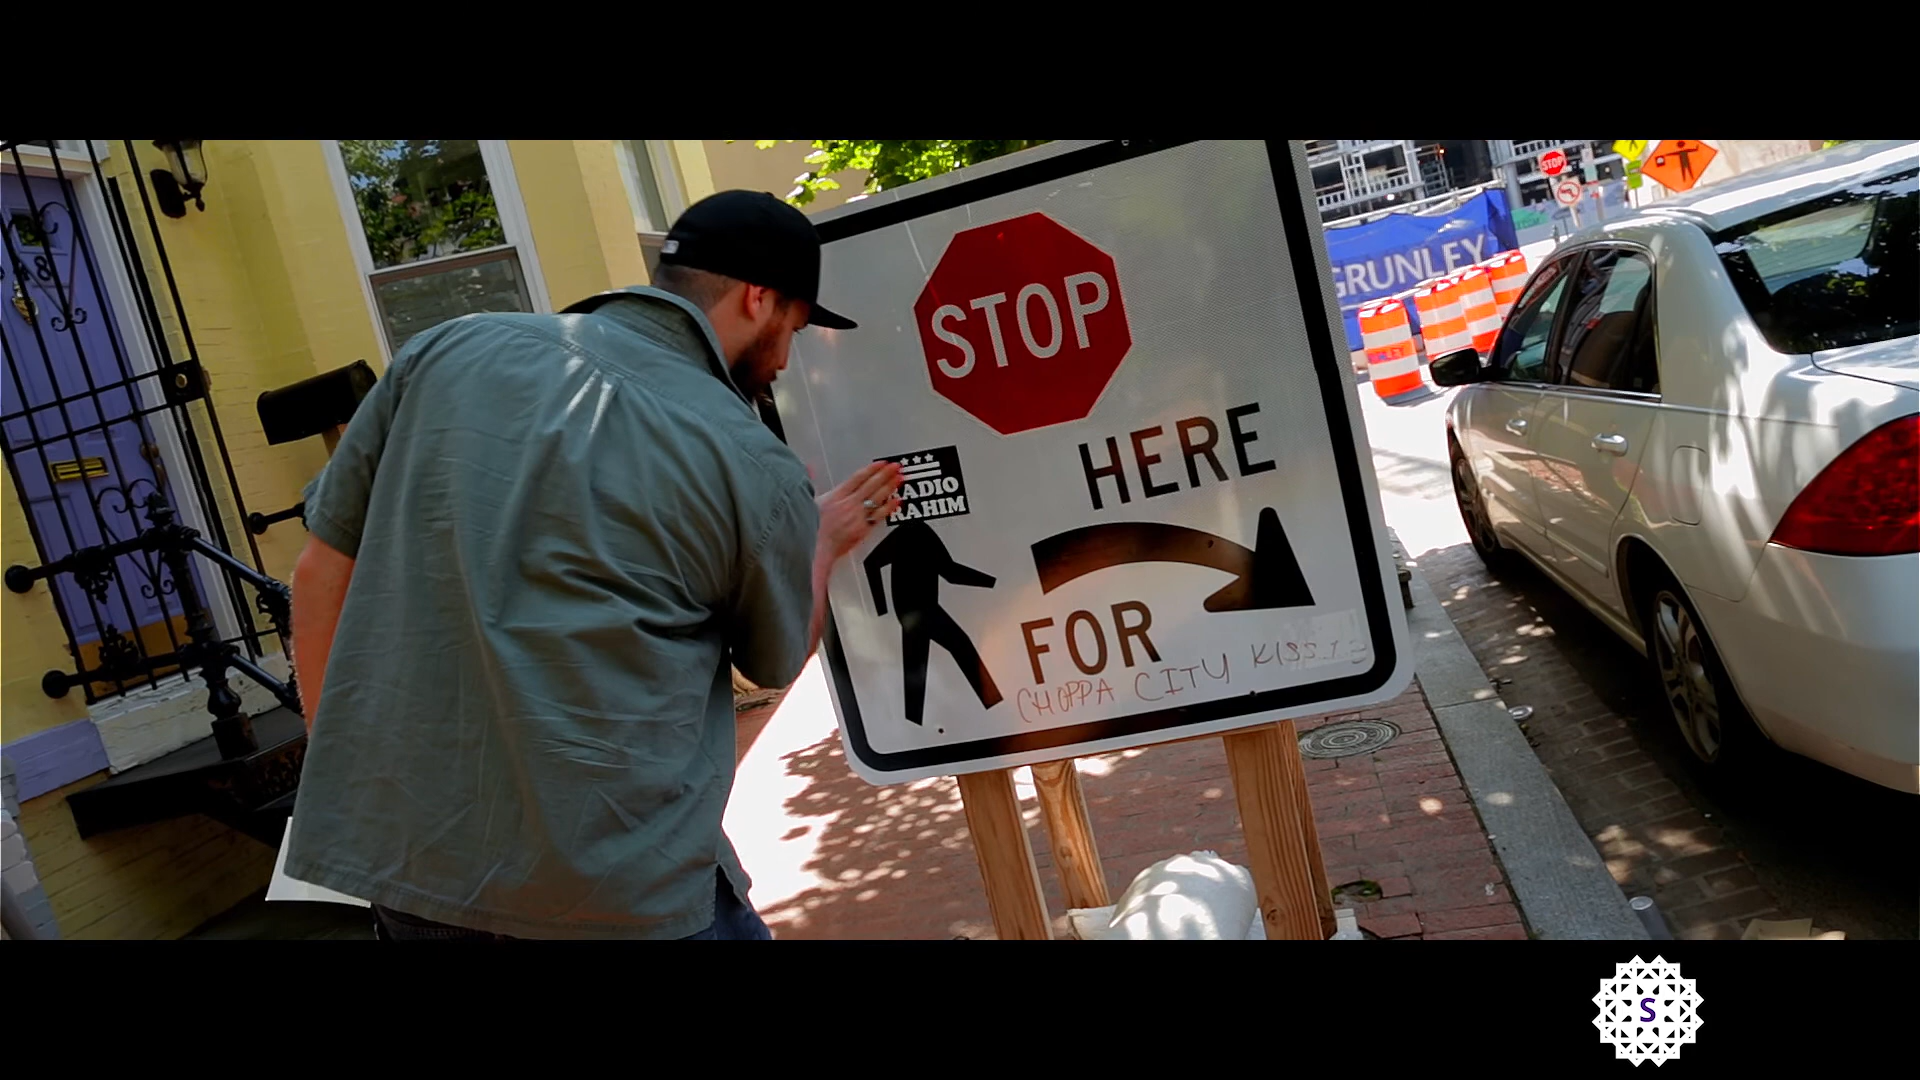 STOP
HERE
FOR
CHOPPA CITY
RADIO
RAHIM
GRUNLEY
STOP
S